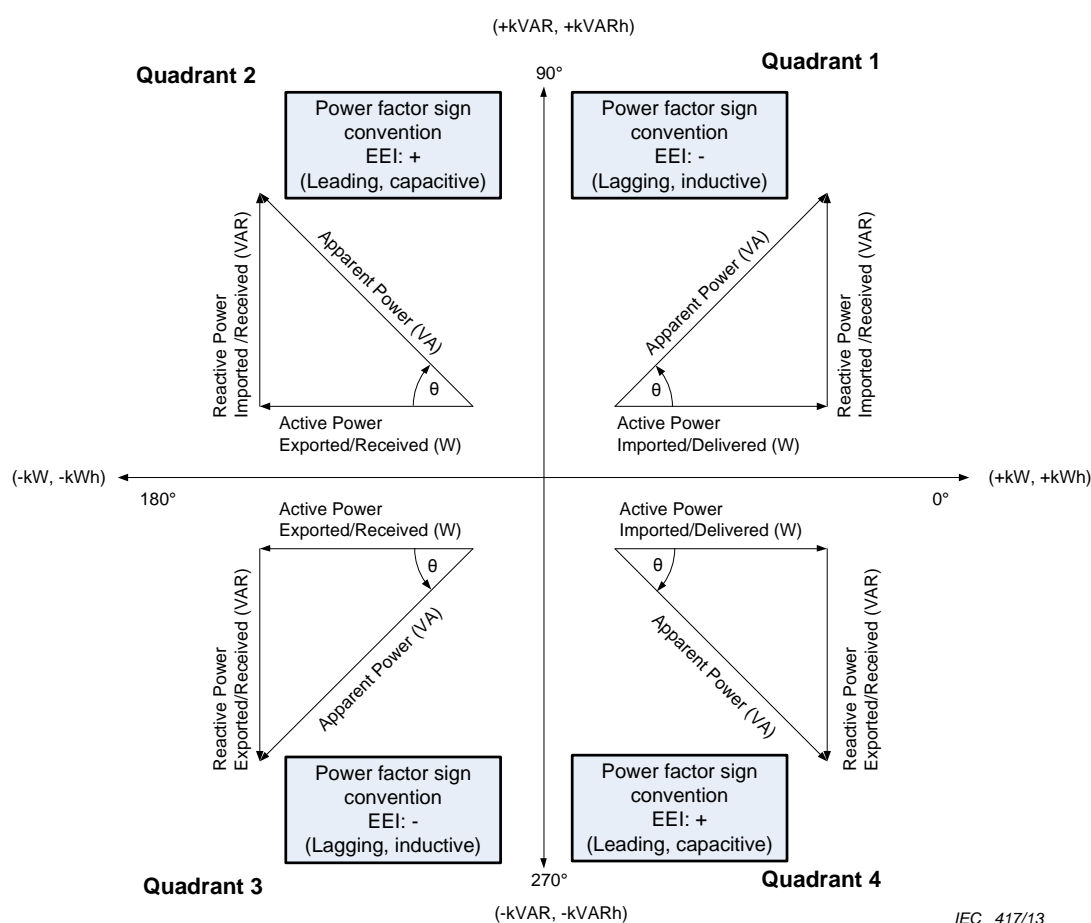 (+kVAR, +kVARh)
Quadrant 2
Quadrant 1
90°
Power factor sign
convention
EEI: +
(Leading, capacitive)
Power factor sign
convention
EEI: -
(Lagging, inductive)
Reactive Power
Imported /Received (VAR)
Apparent Power (VA)
θ
Active Power
Exported/Received (W)
Apparent Power (VA)
θ
Active Power
Imported/Delivered (W)
Reactive Power
Imported /Received (VAR)
(-kW, -kWh)
180°
0°
(+kW, +kWh)
Active Power
Exported/Received (W)
θ
Reactive Power
Exported/Received (VAR)
Apparent Power (VA)
Active Power
Imported/Delivered (W)
θ
Apparent Power (VA)
Reactive Power
Exported/Received (VAR)
Power factor sign
convention
EEI: -
(Lagging, inductive)
Power factor sign
convention
EEI: +
(Leading, capacitive)
Quadrant 3
270°
Quadrant 4
(-kVAR, -kVARh)
IEC 417/13